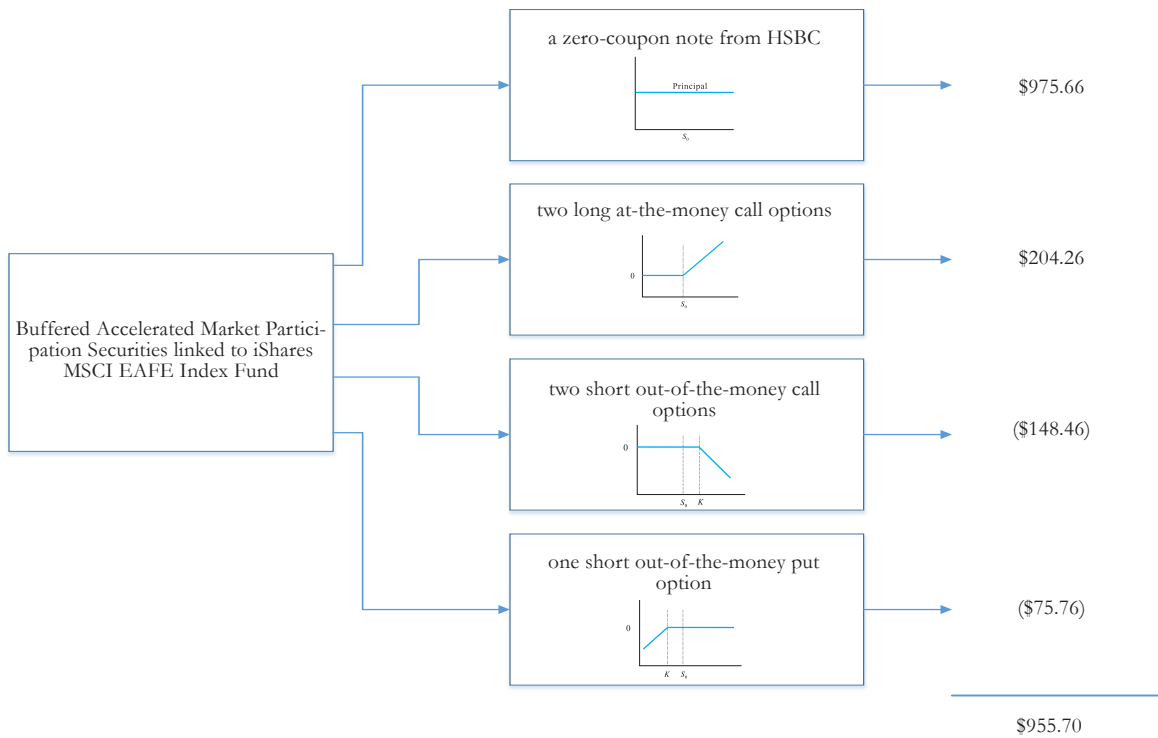 a zero-coupon note from HSBC
Principal
S₀
$975.66
two long at-the-money call options
0
S₀
$204.26
Buffered Accelerated Market Partici-
pation Securities linked to iShares
MSCI EAFE Index Fund
two short out-of-the-money call
options
0
S₀ K
($148.46)
one short out-of-the-money put
option
0
K S₀
($75.76)
$955.70